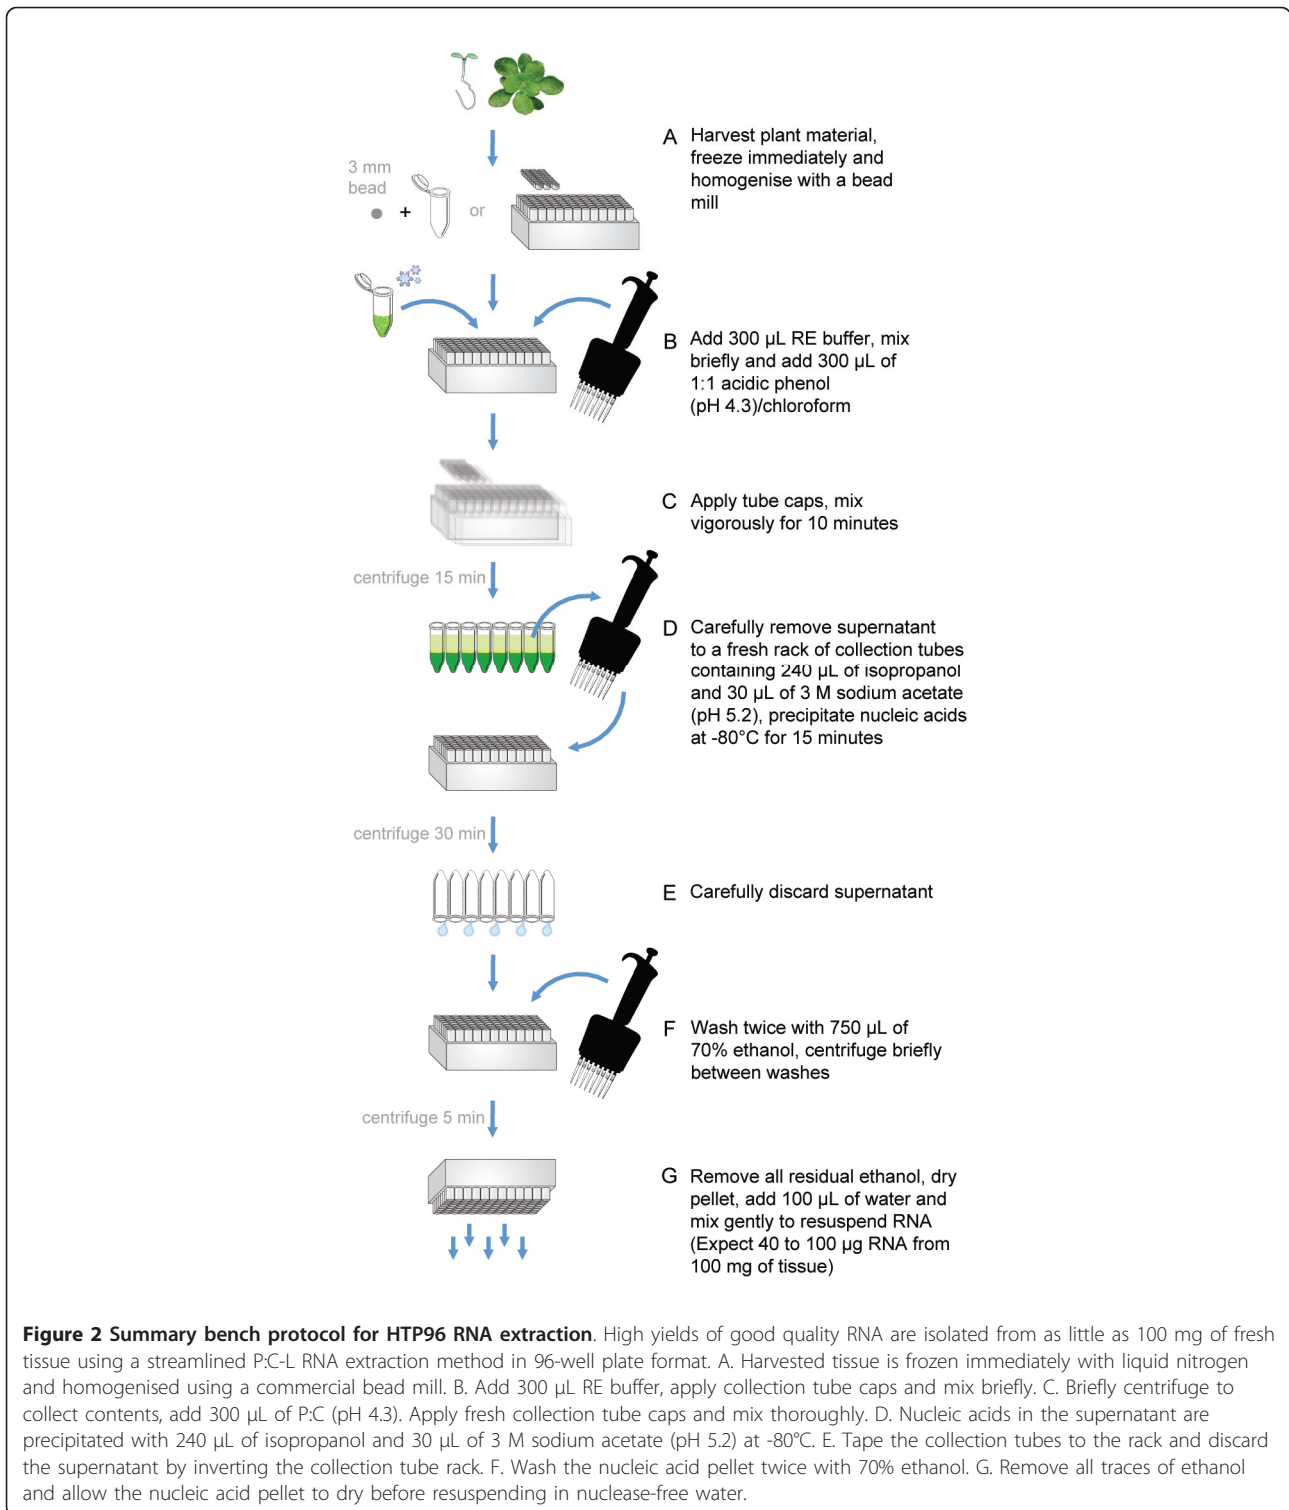 A Harvest plant material,
freeze immediately and
homogenise with a bead
mill
3 mm
bead
+
or
B Add 300 µL RE buffer, mix
briefly and add 300 µL of
1:1 acidic phenol
(pH 4.3)/chloroform
C Apply tube caps, mix
vigorously for 10 minutes
centrifuge 15 min
D Carefully remove supernatant
to a fresh rack of collection tubes
containing 240 µL of isopropanol
and 30 µL of 3 M sodium acetate
(pH 5.2), precipitate nucleic acids
at -80°C for 15 minutes
centrifuge 30 min
E Carefully discard supernatant
F Wash twice with 750 µL of
70% ethanol, centrifuge briefly
between washes
centrifuge 5 min
G Remove all residual ethanol, dry
pellet, add 100 µL of water and
mix gently to resuspend RNA
(Expect 40 to 100 µg RNA from
100 mg of tissue)
Figure 2 Summary bench protocol for HTP96 RNA extraction. High yields of good quality RNA are isolated from as little as 100 mg of fresh
tissue using a streamlined P:C-L RNA extraction method in 96-well plate format. A. Harvested tissue is frozen immediately with liquid nitrogen
and homogenised using a commercial bead mill. B. Add 300 µL RE buffer, apply collection tube caps and mix briefly. C. Briefly centrifuge to
collect contents, add 300 µL of P:C (pH 4.3). Apply fresh collection tube caps and mix thoroughly. D. Nucleic acids in the supernatant are
precipitated with 240 µL of isopropanol and 30 µL of 3 M sodium acetate (pH 5.2) at -80°C. E. Tape the collection tubes to the rack and discard
the supernatant by inverting the collection tube rack. F. Wash the nucleic acid pellet twice with 70% ethanol. G. Remove all traces of ethanol
and allow the nucleic acid pellet to dry before resuspending in nuclease-free water.